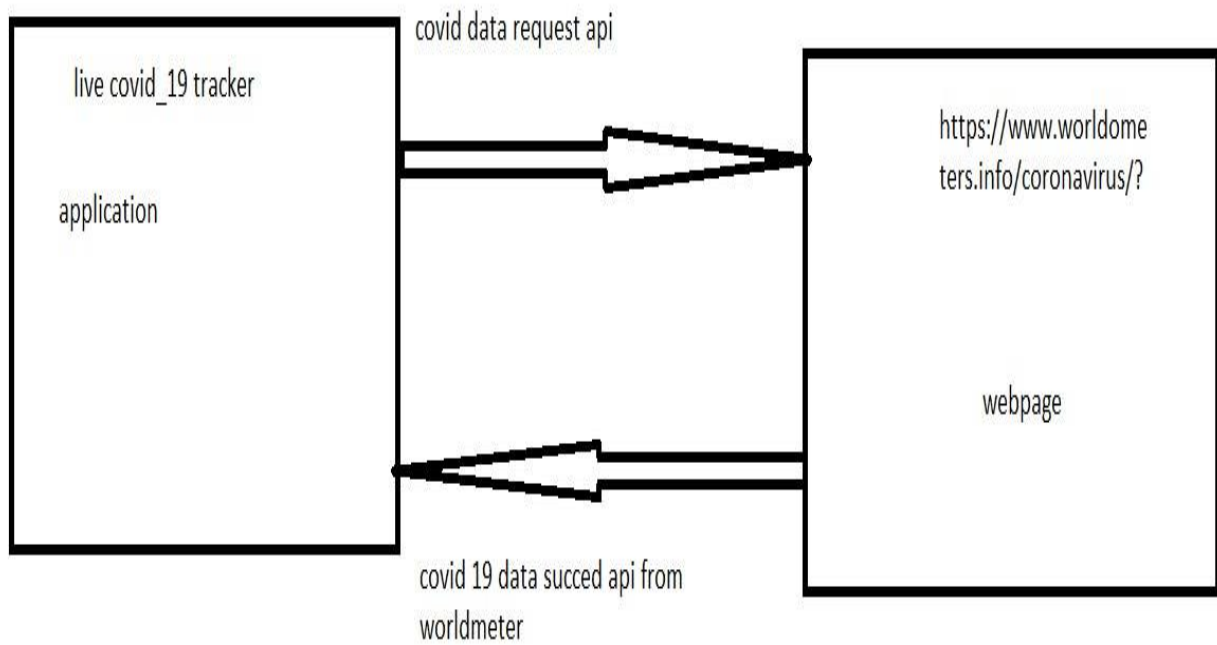 covid data request api
live covid_19 tracker
application
https://www.worldome
ters.info/coronavirus/?
webpage
covid 19 data succed api from
worldmeter